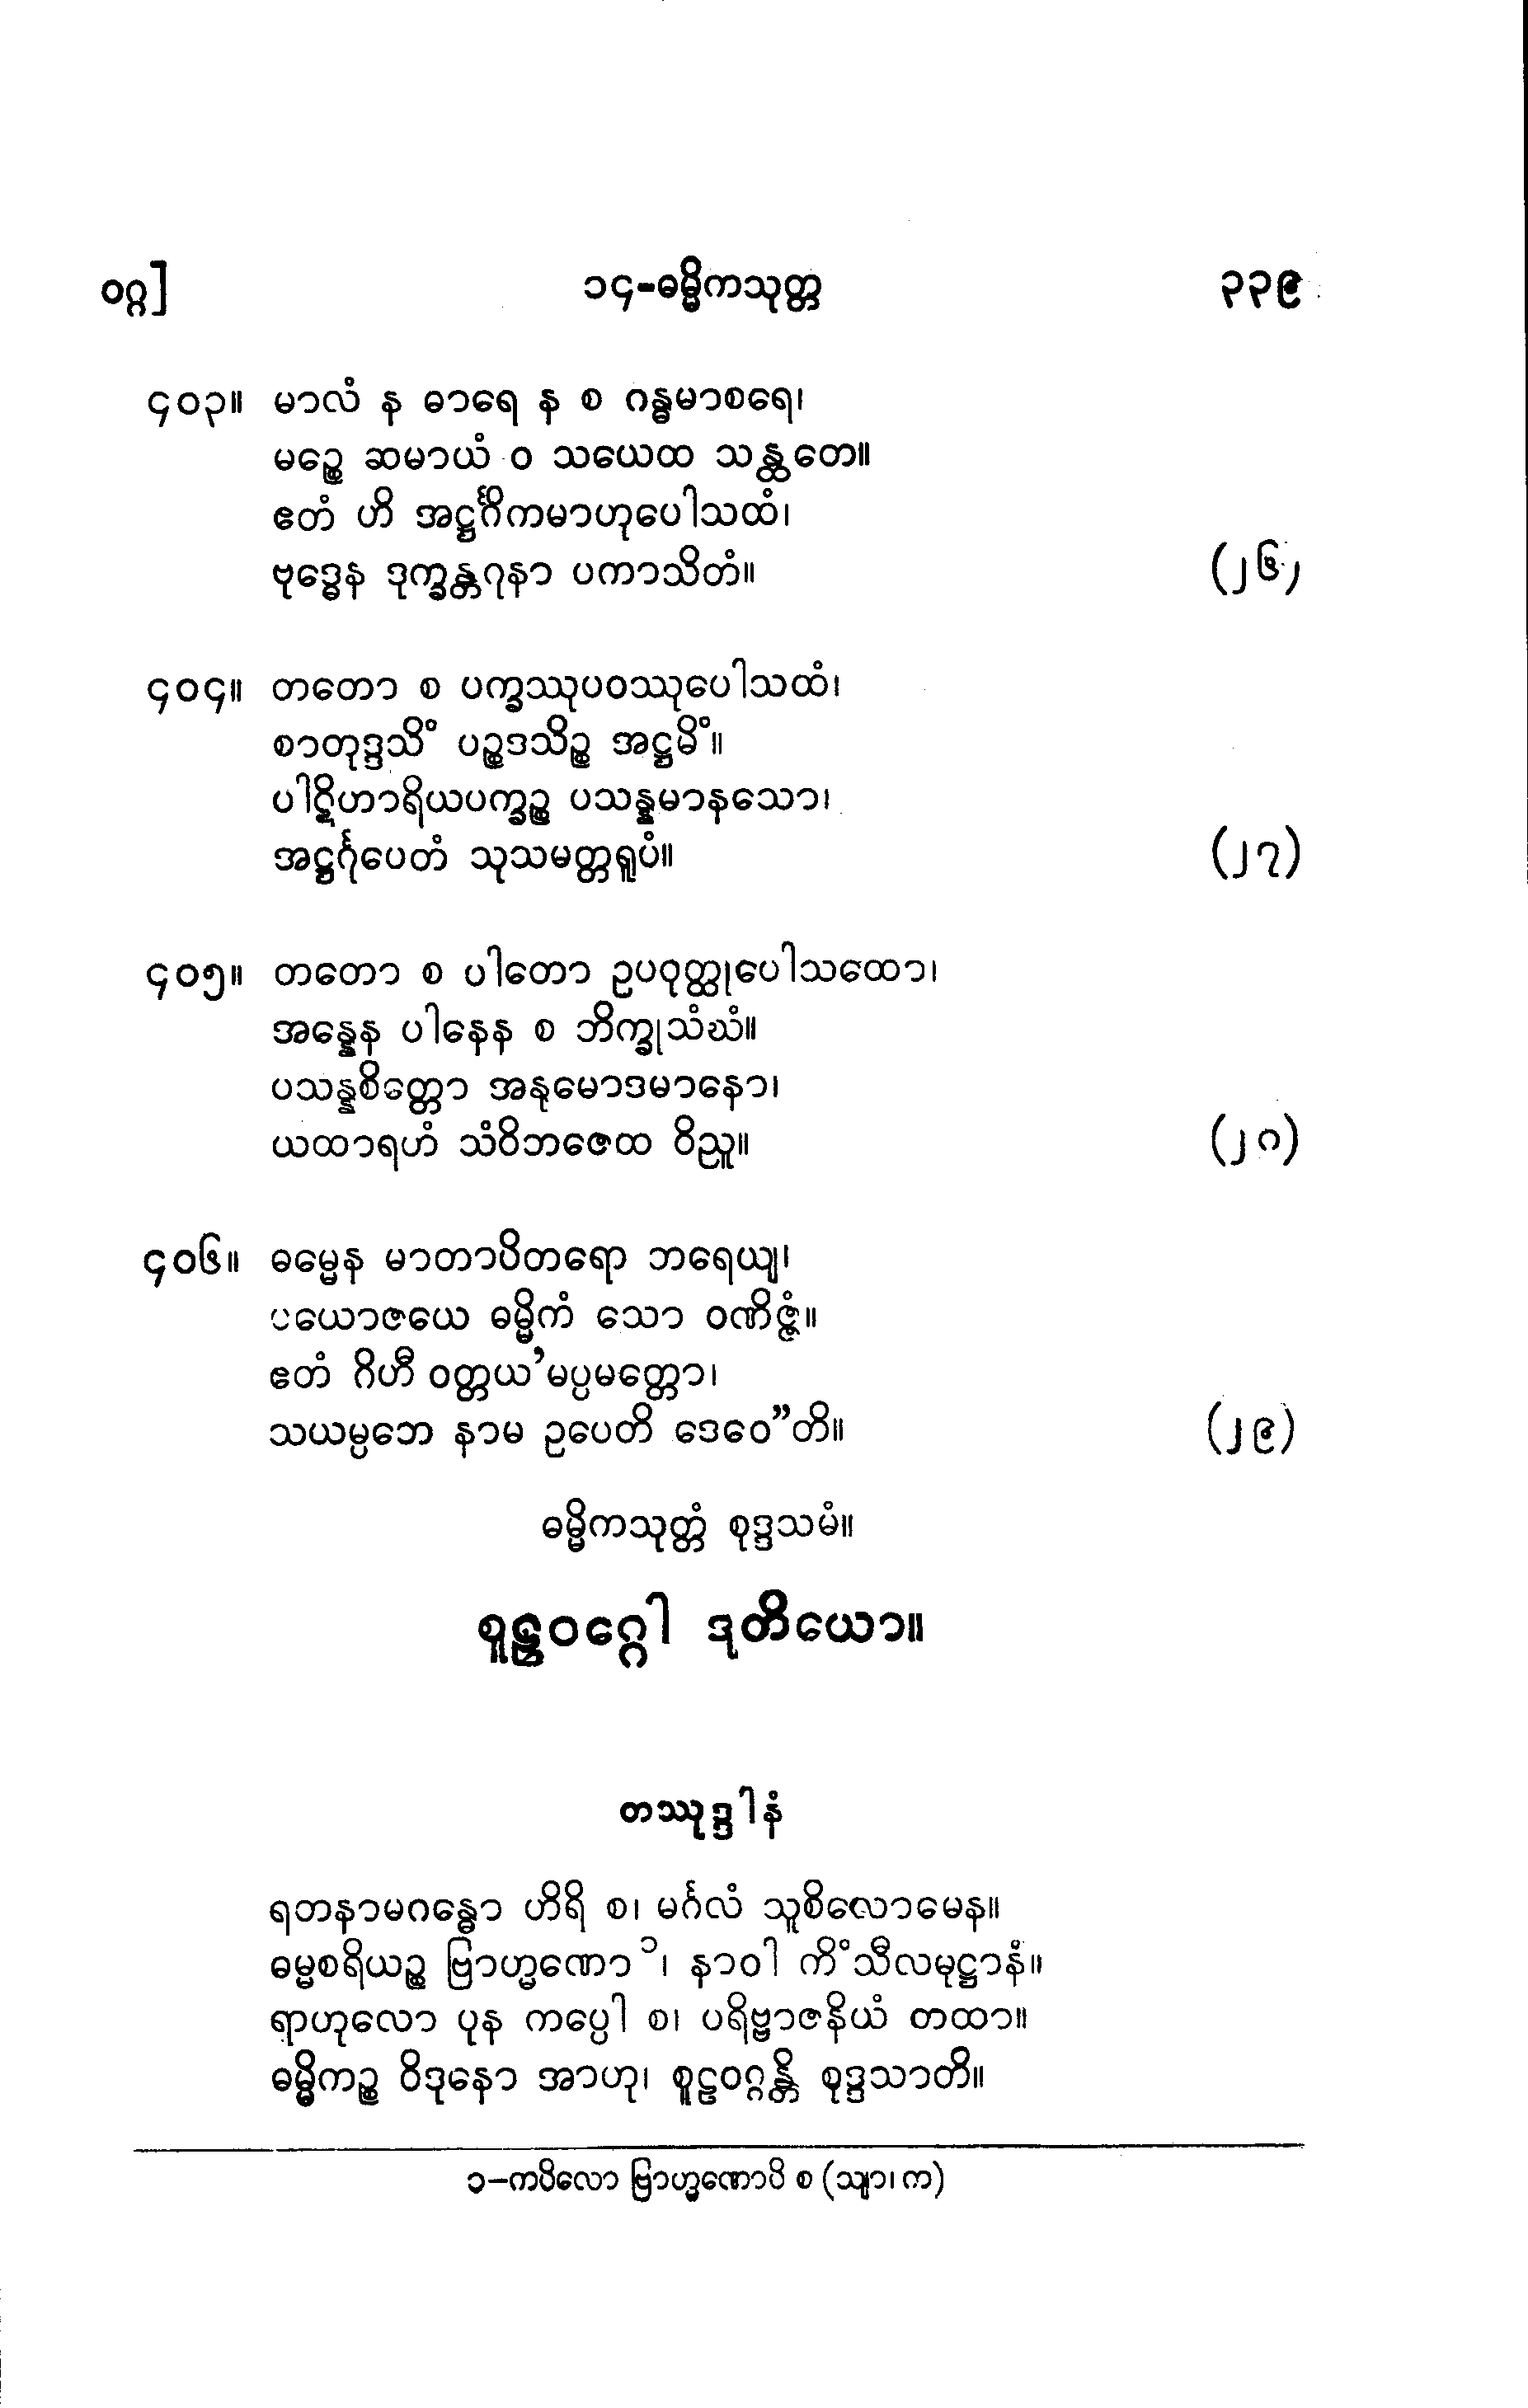 ဝဂ္ဂ] ၁၄-ဓမ္မိကသုတ္တ ၃၃၉
၄၀၃။ မာလံ န ဓာရေ န စ ဂန္ဓမာစရေ၊
မဉ္စေ ဆမာယံ ဝ သယေထ သန္ထတေ။
ဧတံ ဟိ အဋ္ဌင်္ဂိကမာဟုပေါသထံ၊
ဗုဒ္ဓေန ဒုက္ခန္တဂုနာ ပကာသိတံ။ (၂၆)
၄၀၄။ တတော စ ပက္ခဿုပဝဿုပေါသထံ၊
စာတုဒ္ဒသိံ ပဉ္စဒသိဉ္စ အဋ္ဌမိံ။
ပါဋိဟာရိယပက္ခဉ္စ ပသန္နမာနသော၊
အဋ္ဌင်္ဂုပေတံ သုသမတ္တရူပံ။ (၂၇)
၄၀၅။ တတော စ ပါတော ဥပဝုတ္ထုပေါသထော၊
အန္နေန ပါနေန စ ဘိက္ခုသံဃံ။
ပသန္နစိတ္တော အနုမောဒမာနော၊
ယထာရဟံ သံဝိဘဇေထ ဝိညူ။ (၂၈)
၄၀၆။ ဓမ္မေန မာတာပိတရော ဘရေယျ၊
ပယောဇယေ ဓမ္မိကံ သော ဝဏိဇ္ဇံ။
ဧတံ ဂိဟီ ဝတ္တယ’မပ္ပမတ္တော၊
သယမ္ပဘေ နာမ ဥပေတိ ဒေဝေ”တိ။ (၂၉)
ဓမ္မိကသုတ္တံ စုဒ္ဒသမံ။
စူဠဝဂ္ဂေါ ဒုတိယော။
တဿုဒ္ဒါနံ
ရတနာမဂန္ဓော ဟိရိ စ၊ မင်္ဂလံ သူစိလောမေန။
ဓမ္မစရိယဉ္စ ဗြာဟ္မဏော ၁၊ နာဝါ ကိံသီလမုဋ္ဌာနံ။
ရာဟုလော ပုန ကပ္ပေါ စ၊ ပရိဗ္ဗာဇနိယံ တထာ။
ဓမ္မိကဉ္စ ဝိဒုနော အာဟု၊ စူဠဝဂ္ဂန္တိ စုဒ္ဒသာတိ။
၁–ကပိလော ဗြာဟ္မဏောပိ စ (သျာ၊ က)